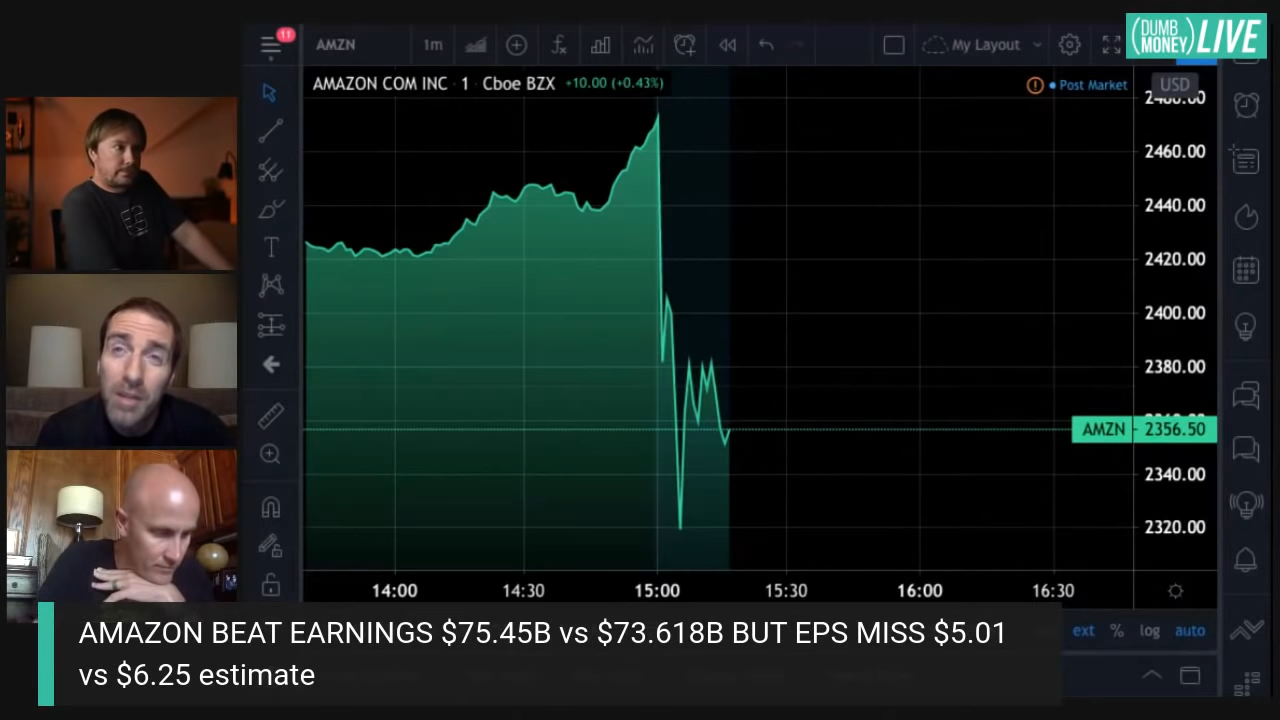 11
AMZN
1m
My Layout
(DUMB MONEY) LIVE
AMAZON COM INC · 1 · Cboe BZX +10.00 (+0.43%)
Post Market
USD
2460.00
2440.00
2420.00
2400.00
2380.00
AMZN 2356.50
2340.00
2320.00
14:00 14:30 15:00 15:30 16:00 16:30
ext % log auto
AMAZON BEAT EARNINGS $75.45B vs $73.618B BUT EPS MISS $5.01
vs $6.25 estimate